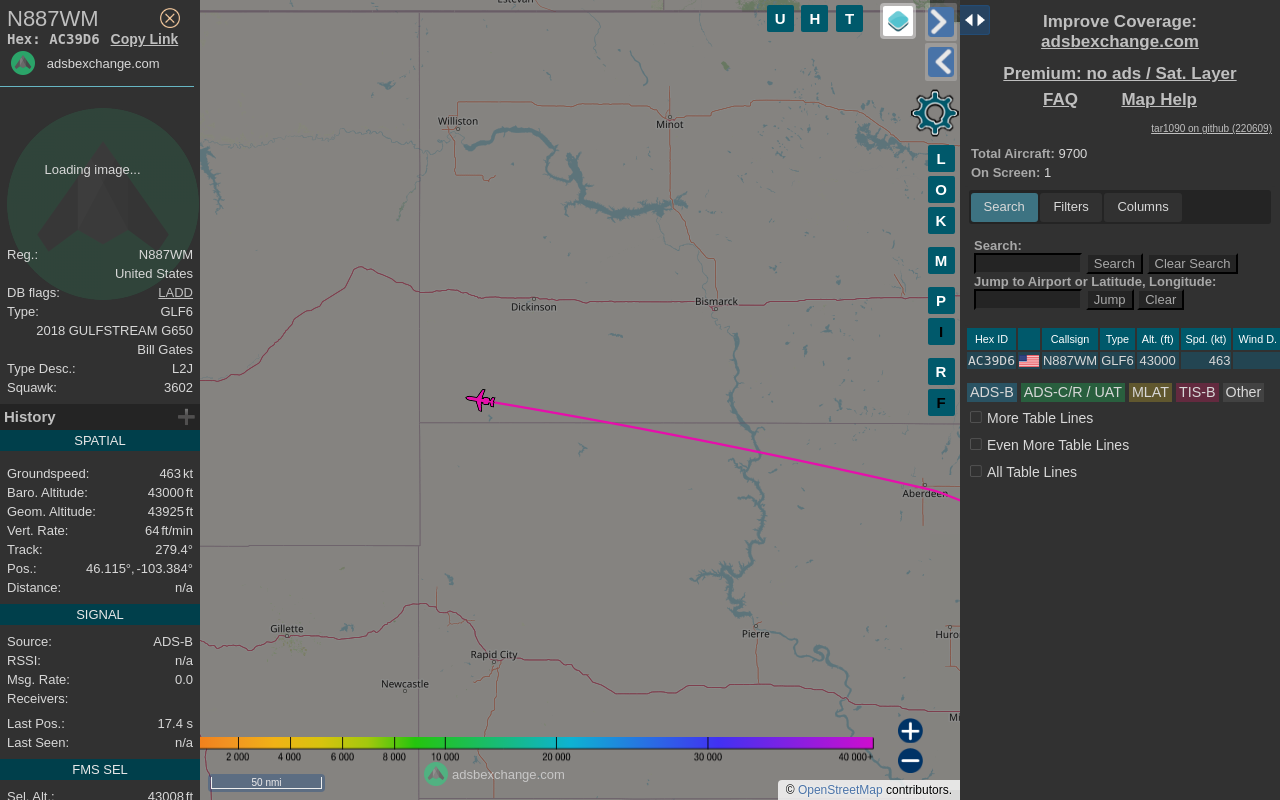 N887WM
Hex: AC39D6 Copy Link
adsbexchange.com
Loading image...
Reg.: N887WM
United States
DB flags: LADD
Type: GLF6
2018 GULFSTREAM G650
Bill Gates
Type Desc.: L2J
Squawk: 3602
History
SPATIAL
Groundspeed: 463 kt
Baro. Altitude: 43000 ft
Geom. Altitude: 43925 ft
Vert. Rate: 64 ft/min
Track: 279.4°
Pos.: 46.115°, -103.384°
Distance: n/a
SIGNAL
Source: ADS-B
RSSI: n/a
Msg. Rate: 0.0
Receivers:
Last Pos.: 17.4 s
Last Seen: n/a
FMS SEL
Sel. Alt.: 43008 ft
Estevan
U H T
Williston
Minot
L
O
K
M
Dickinson
Bismarck
P
I
R
F
Aberdeen
Gillette
Pierre
Huro
Rapid City
Newcastle
Mi
2 000 4 000 6 000 8 000 10 000 20 000 30 000 40 000+
adsbexchange.com
50 nmi
© OpenStreetMap contributors.
Improve Coverage:
adsbexchange.com
Premium: no ads / Sat. Layer
FAQ Map Help
tar1090 on github (220609)
Total Aircraft: 9700
On Screen: 1
Search Filters Columns
Search:
Search Clear Search
Jump to Airport or Latitude, Longitude:
Jump Clear
Hex ID Callsign Type Alt. (ft) Spd. (kt) Wind D.
AC39D6 N887WM GLF6 43000 463
ADS-B ADS-C/R / UAT MLAT TIS-B Other
More Table Lines
Even More Table Lines
All Table Lines